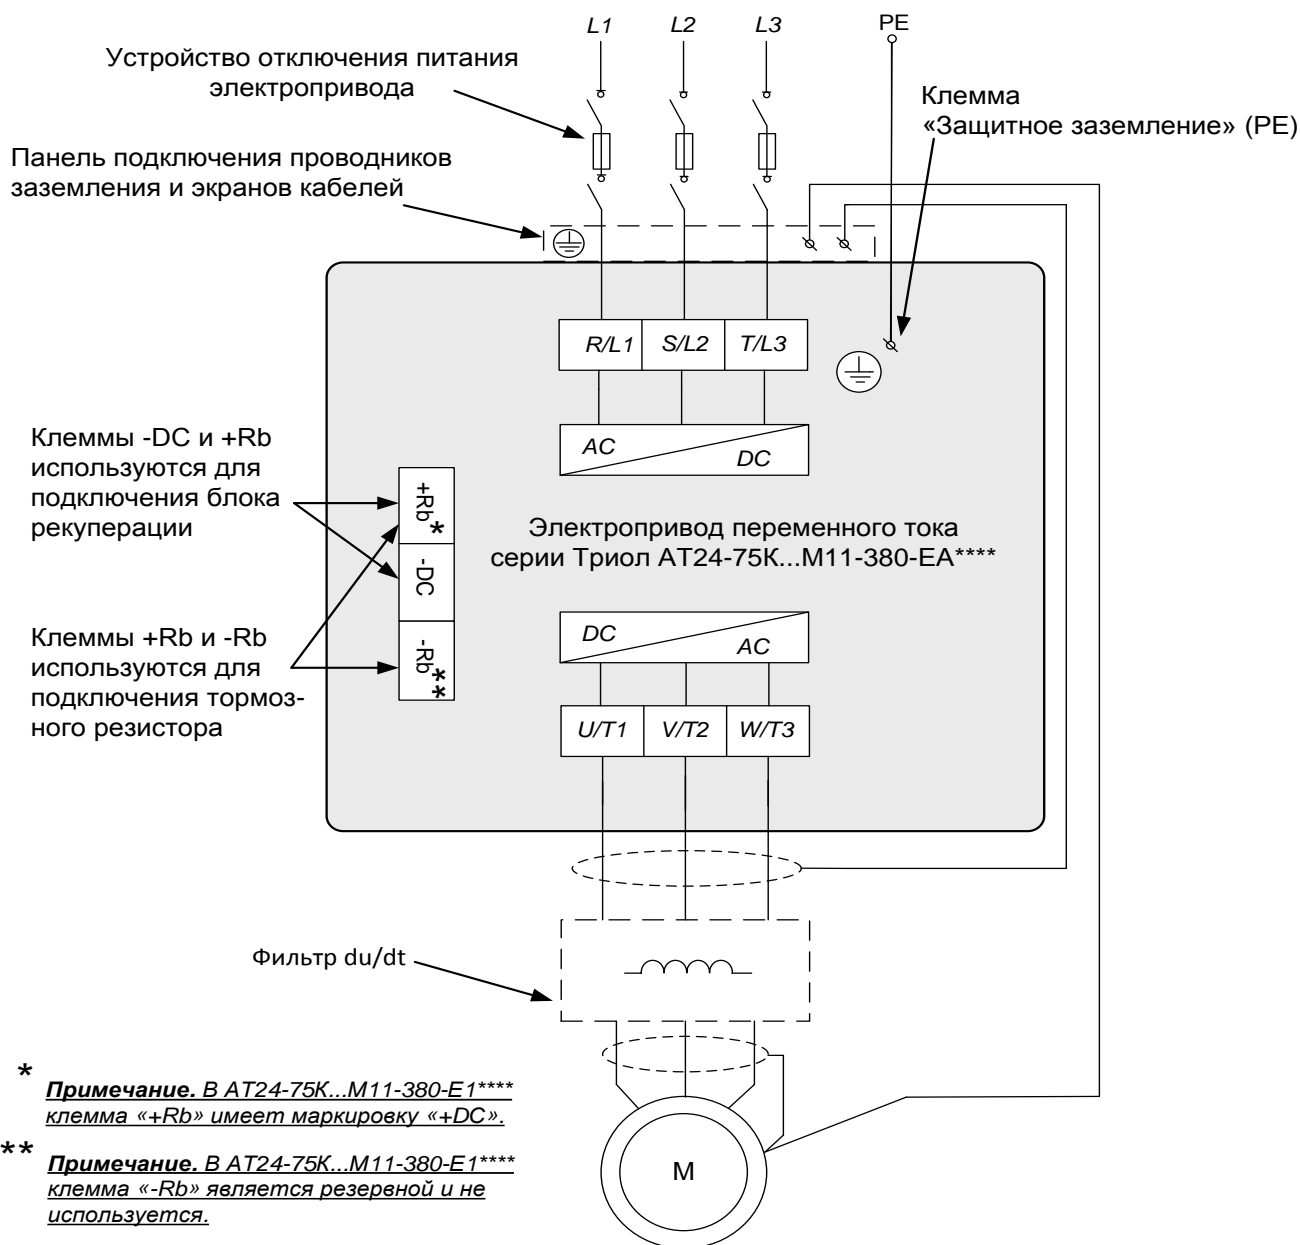 L1 L2 L3 PE
Устройство отключения питания
электропривода
Клемма
«Защитное заземление» (PE)
Панель подключения проводников
заземления и экранов кабелей
R/L1 S/L2 T/L3
AC
DC
Клеммы -DC и +Rb
используются для
подключения блока
рекуперации
+Rb*
-DC
-Rb**
Электропривод переменного тока
серии Триол АТ24-75К...М11-380-ЕА****
Клеммы +Rb и -Rb
используются для
подключения тормоз-
ного резистора
DC
AC
U/T1 V/T2 W/T3
Фильтр du/dt
* Примечание. В АТ24-75К...М11-380-Е1****
клемма «+Rb» имеет маркировку «+DC».
** Примечание. В АТ24-75К...М11-380-Е1****
клемма «-Rb» является резервной и не
используется.
M